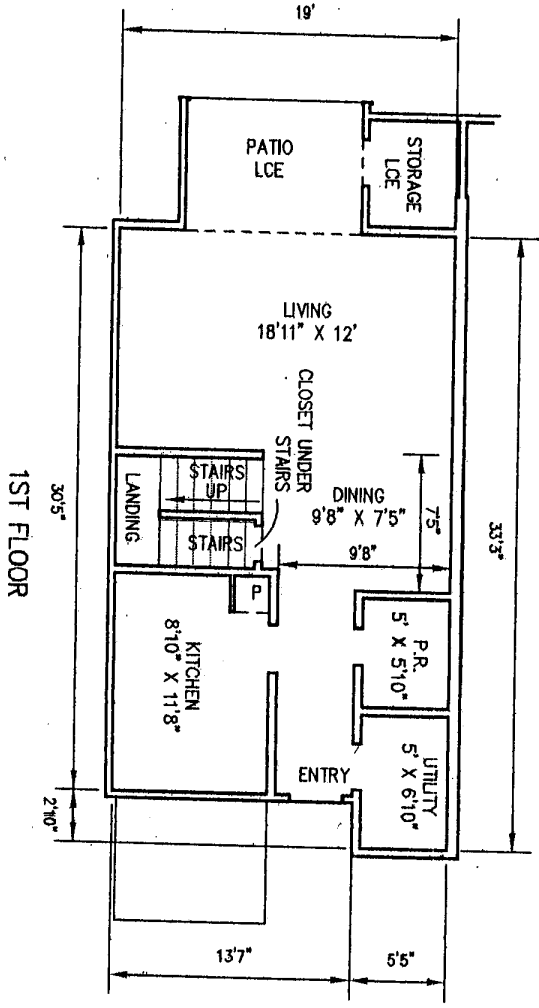 19'
PATIO
LCE
STORAGE
LCE
LIVING
18'11" X 12'
CLOSET UNDER
STAIRS
STAIRS
UP
LANDING
STAIRS
DINING
9'8" X 7'5"
7'5"
9'8"
33'3"
30'5"
1ST FLOOR
P
KITCHEN
8'10" X 11'8"
P.R.
5' X 5'10"
UTILITY
5' X 6'10"
ENTRY
2'10"
13'7"
5'5"